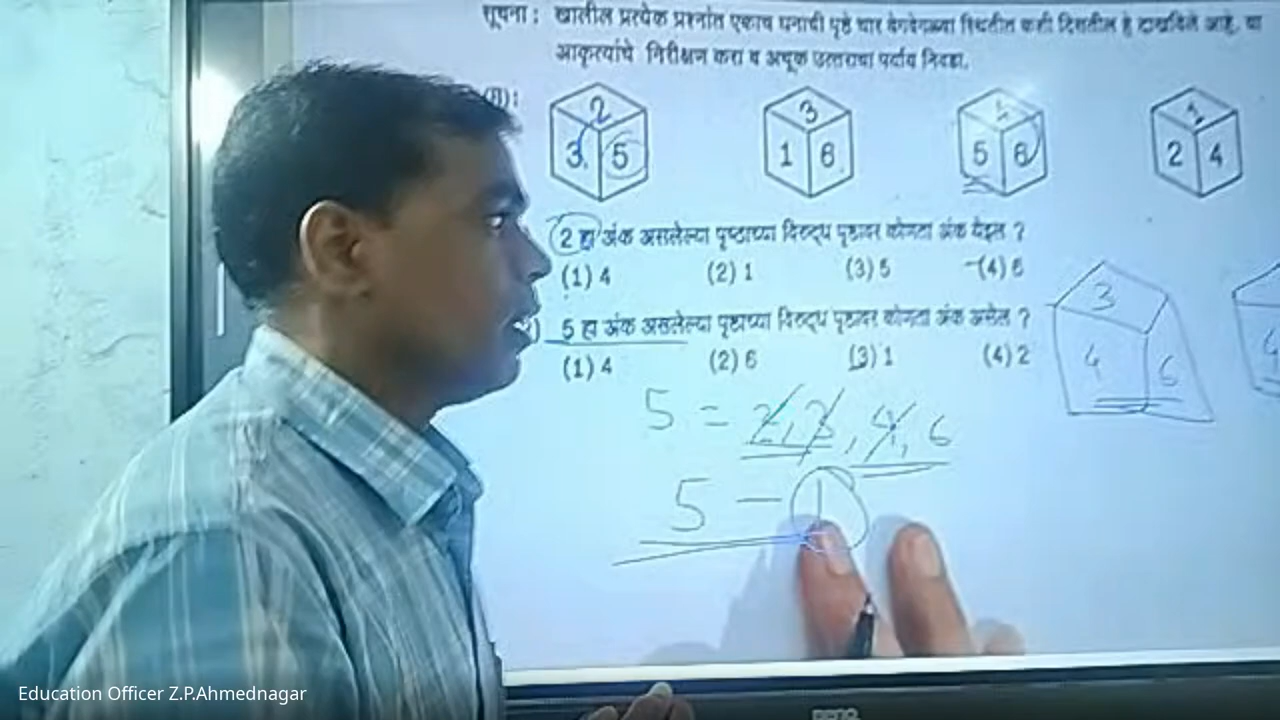 सूचना : खालील प्रत्येक प्रश्नांत एकाच घनाची पृष्ठे चार वेगवेगळ्या स्थितीत कशी दिसतील हे दाखविले आहे. या
आकृत्यांचे निरीक्षण करा व अचूक उत्तराचा पर्याय निवडा.
2 3 5
3 1 6
5 6
1 2 4
2 हा अंक असलेल्या पृष्ठाच्या विरुद्ध पृष्ठावर कोणता अंक येईल ?
(1) 4 (2) 1 (3) 5 (4) 6
5 हा अंक असलेल्या पृष्ठाच्या विरुद्ध पृष्ठावर कोणता अंक असेल ?
(1) 4 (2) 6 (3) 1 (4) 2
3
4 6
5 = 2, 3, 4, 6
5 – 1
Education Officer Z.P.Ahmednagar